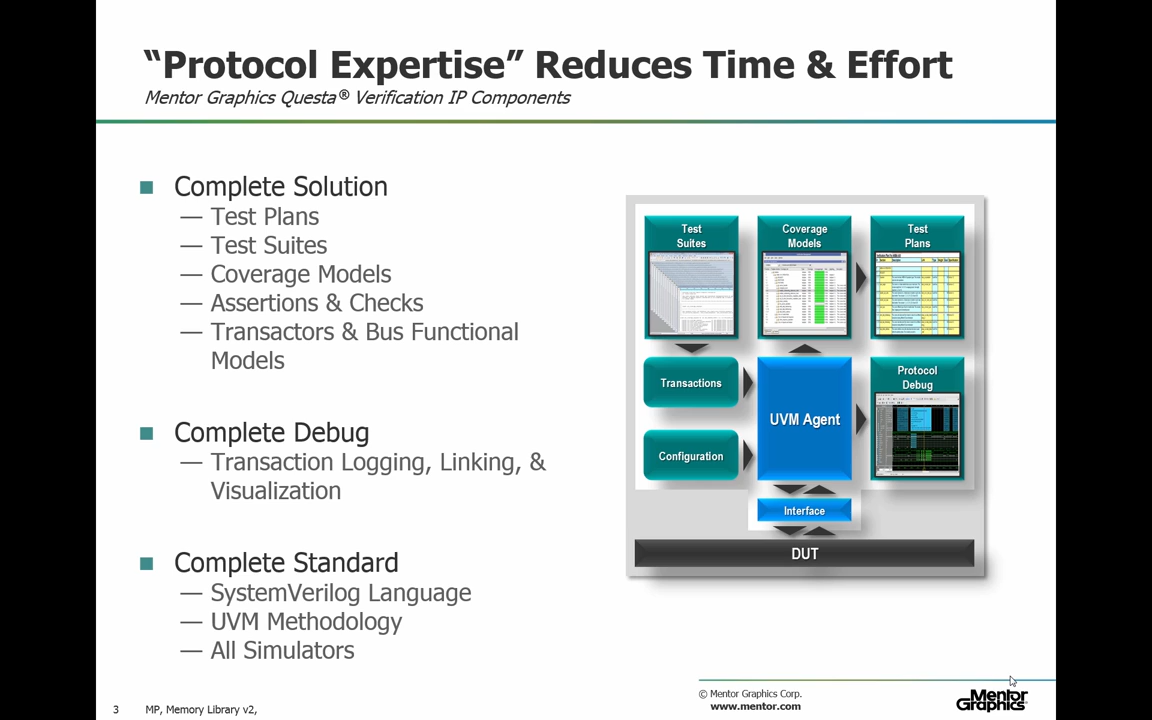 “Protocol Expertise” Reduces Time & Effort
Mentor Graphics Questa® Verification IP Components
Complete Solution
— Test Plans
— Test Suites
— Coverage Models
— Assertions & Checks
— Transactors & Bus Functional
Models
Complete Debug
— Transaction Logging, Linking, &
Visualization
Complete Standard
— SystemVerilog Language
— UVM Methodology
— All Simulators
Test
Suites
Coverage
Models
Test
Plans
Transactions
Configuration
UVM Agent
Protocol
Debug
Interface
DUT
3 MP, Memory Library v2,
© Mentor Graphics Corp.
www.mentor.com
Mentor
Graphics